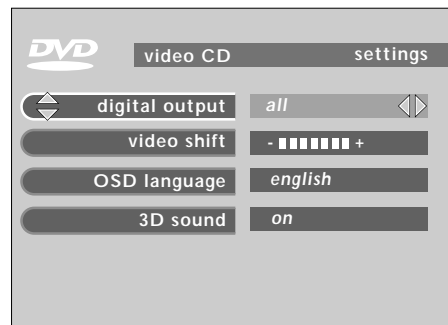 DVD
video CD settings
digital output all
video shift - +
OSD language english
3D sound on